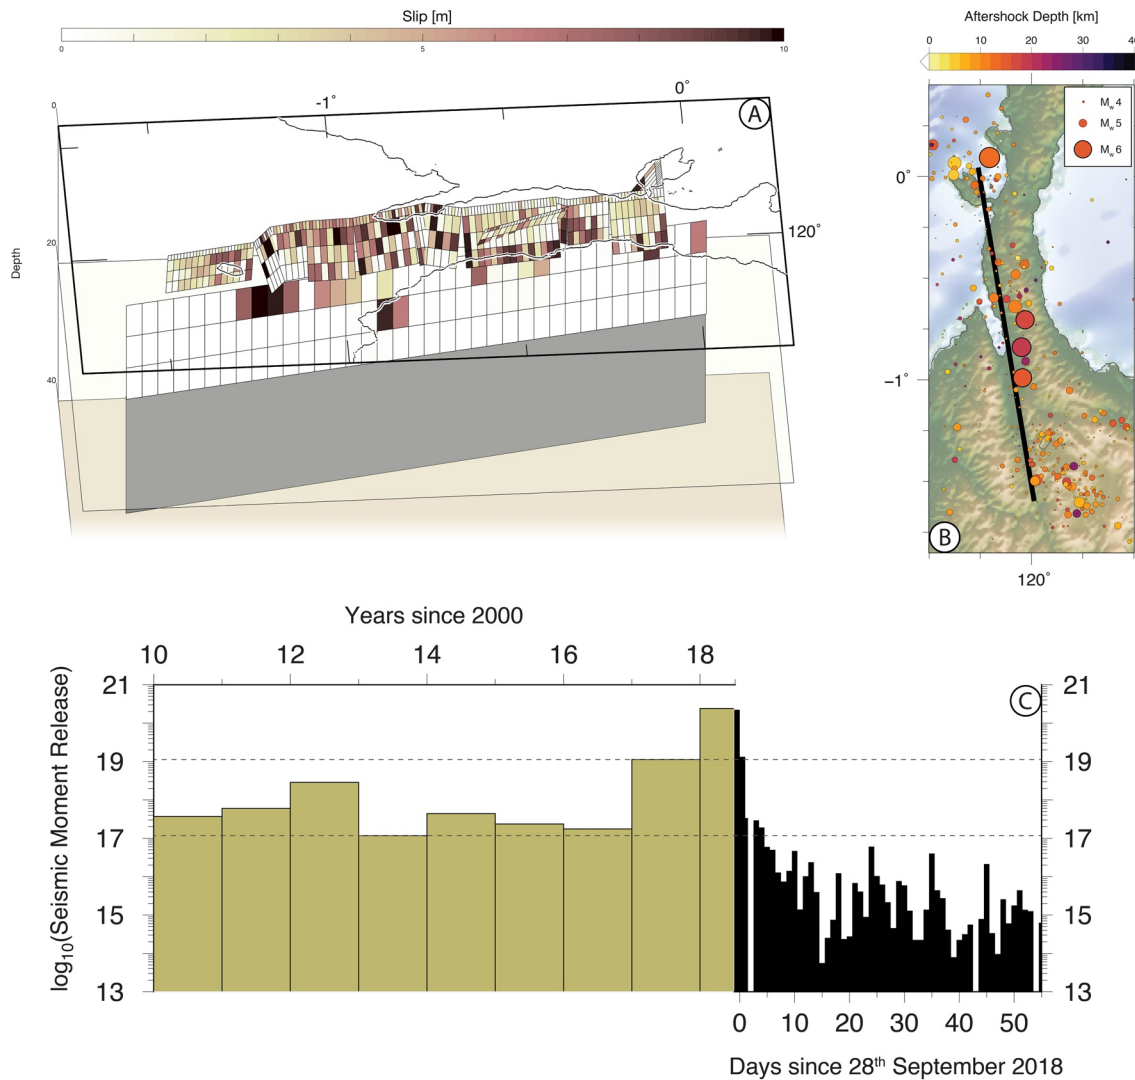 Slip [m]
0 5 10
A
-1° 0°
120°
Depth
0
20
40
Aftershock Depth [km]
0 10 20 30 40
Mw 4
Mw 5
Mw 6
0°
−1°
B
120°
Years since 2000
10 12 14 16 18
C
log10(Seismic Moment Release)
21 21
19 19
17 17
15 15
13 13
0 10 20 30 40 50
Days since 28th September 2018